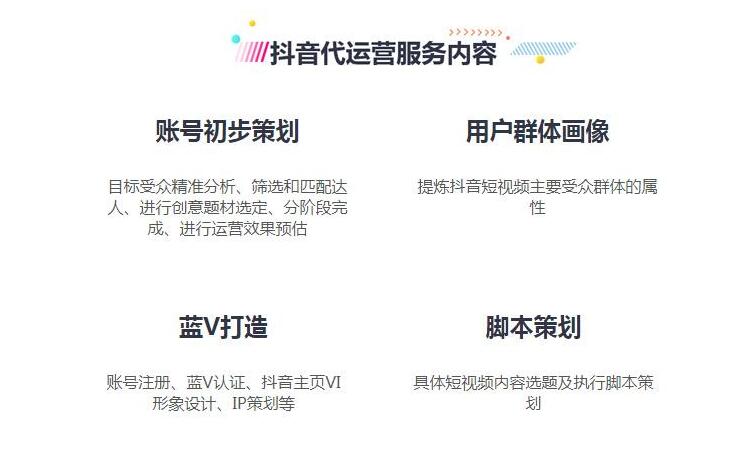 抖音代运营服务内容
账号初步策划
目标受众精准分析、筛选和匹配达
人、进行创意题材选定、分阶段完
成、进行运营效果预估
用户群体画像
提炼抖音短视频主要受众群体的属
性
蓝V打造
账号注册、蓝V认证、抖音主页VI
形象设计、IP策划等
脚本策划
具体短视频内容选题及执行脚本策
划